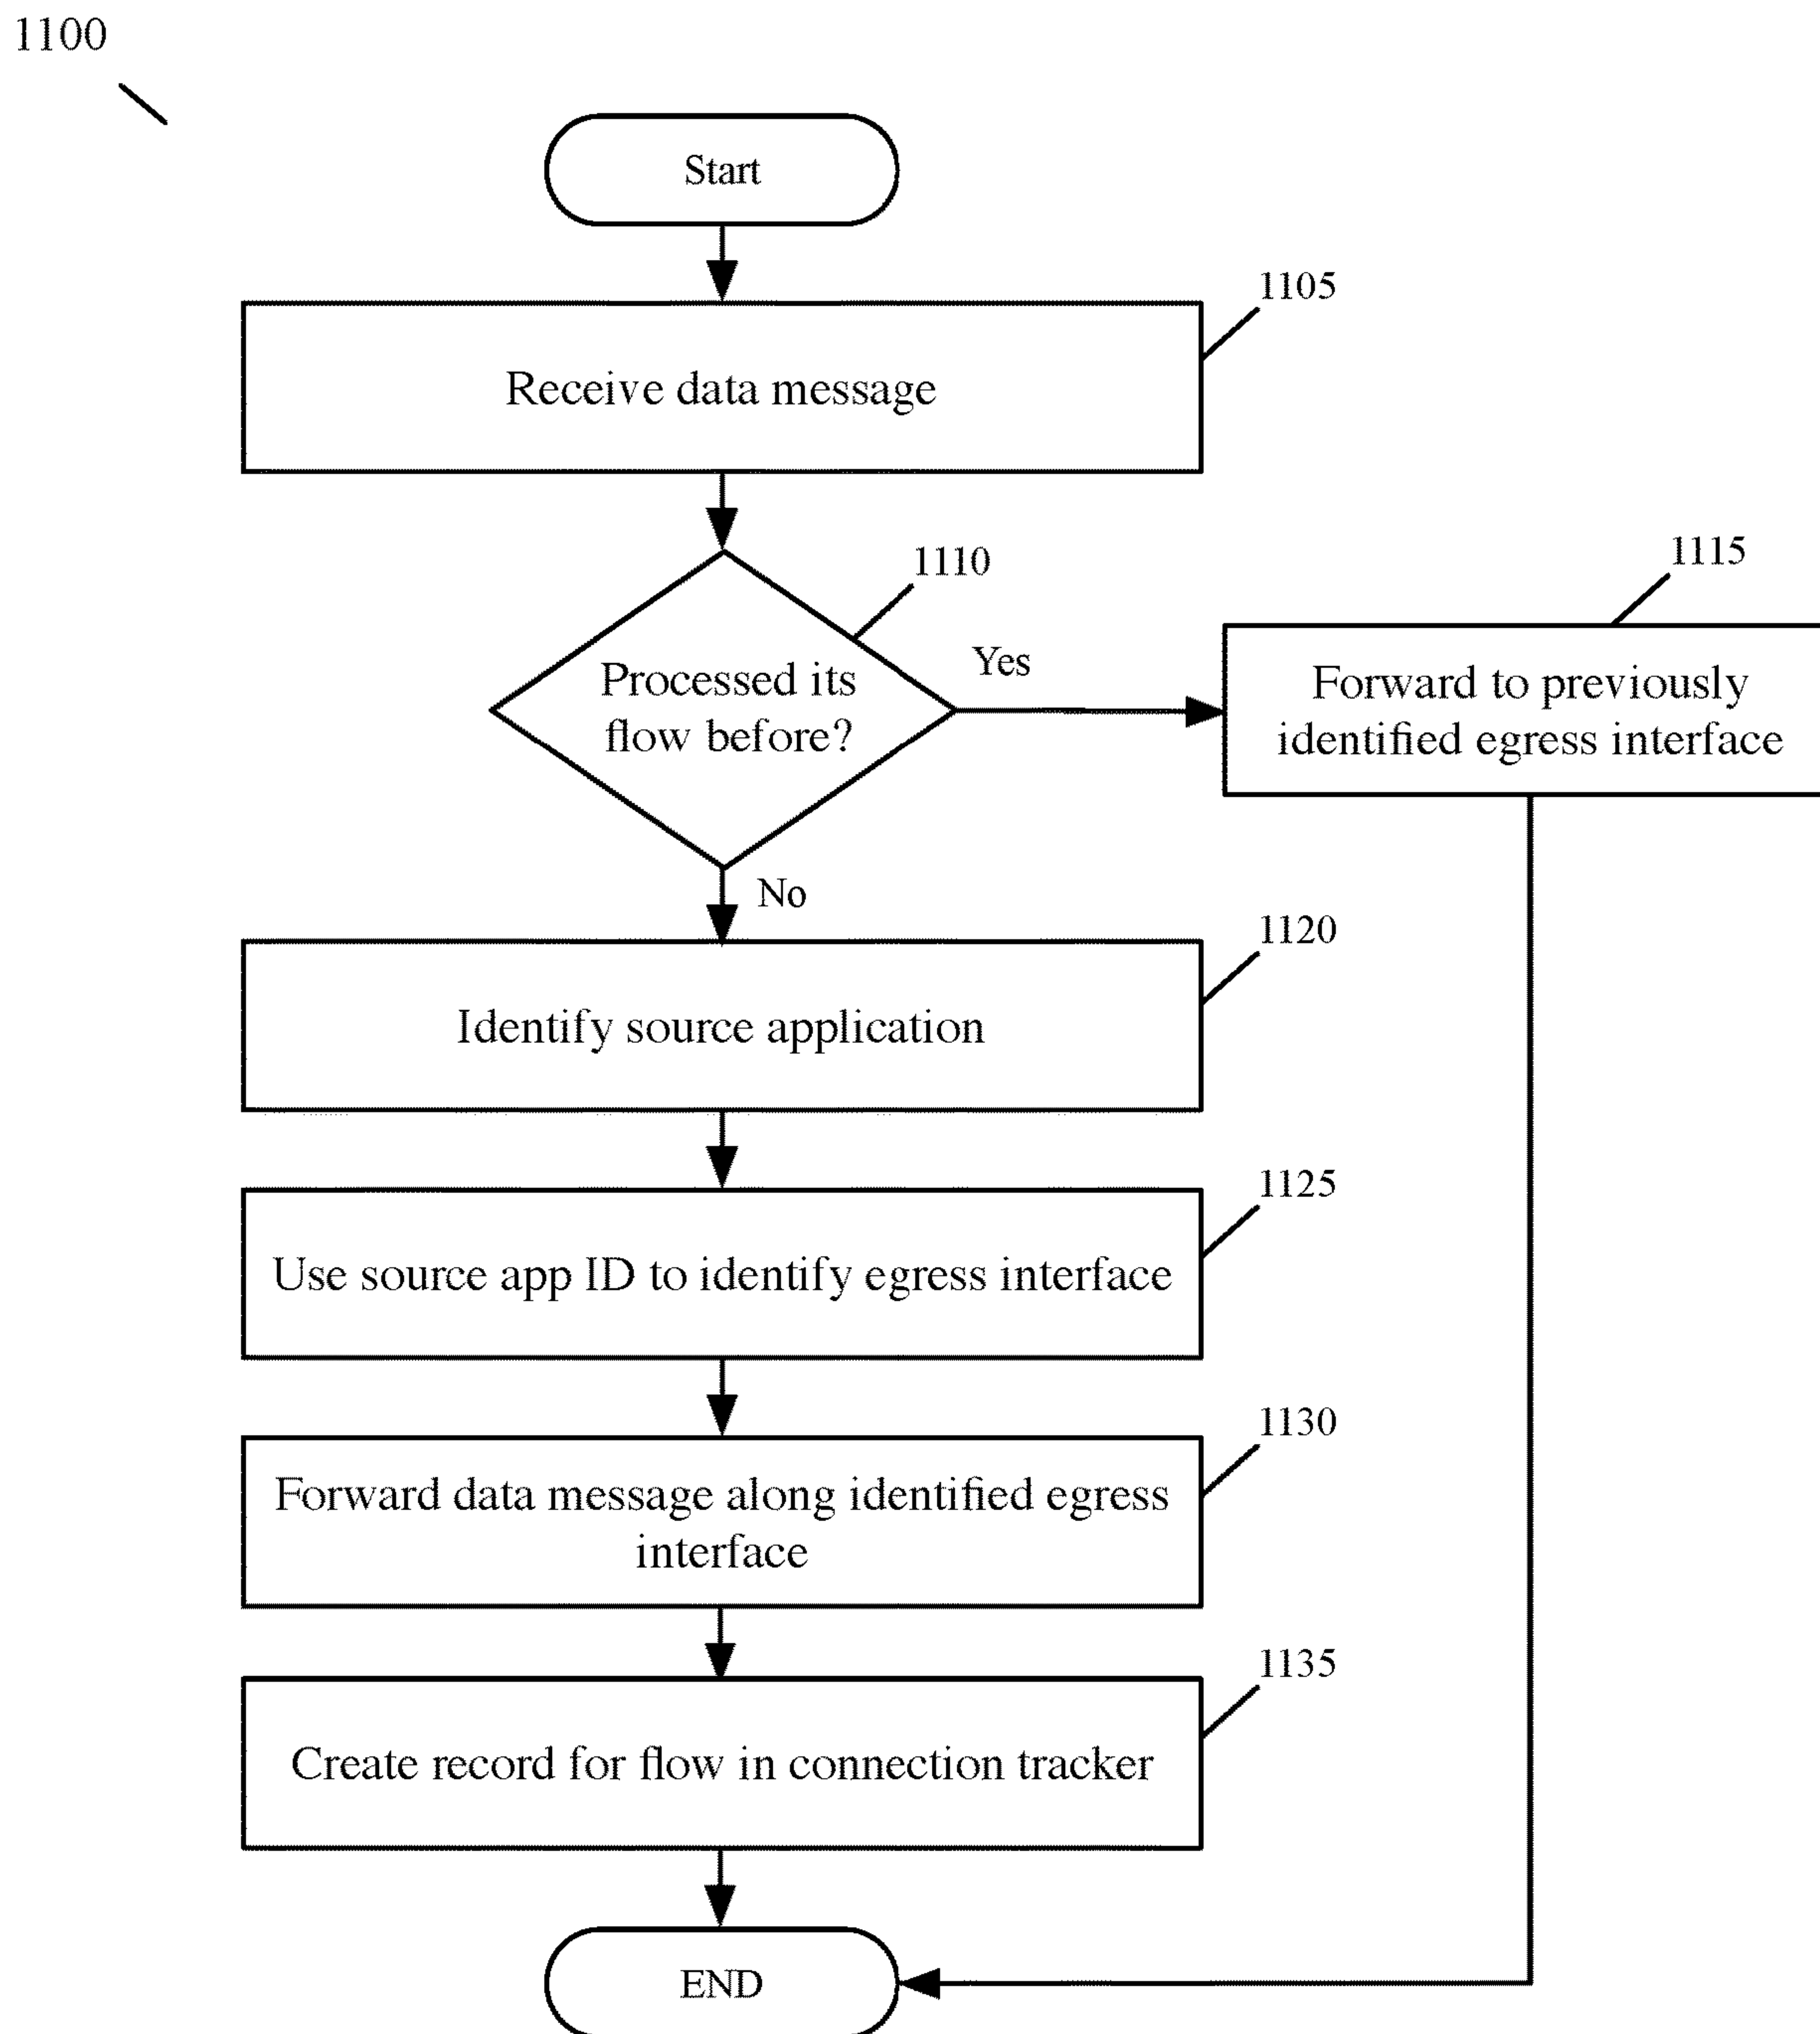 1100
Start
1105
Receive data message
1110
Processed its
flow before?
Yes
1115
Forward to previously
identified egress interface
No
1120
Identify source application
1125
Use source app ID to identify egress interface
1130
Forward data message along identified egress
interface
1135
Create record for flow in connection tracker
END